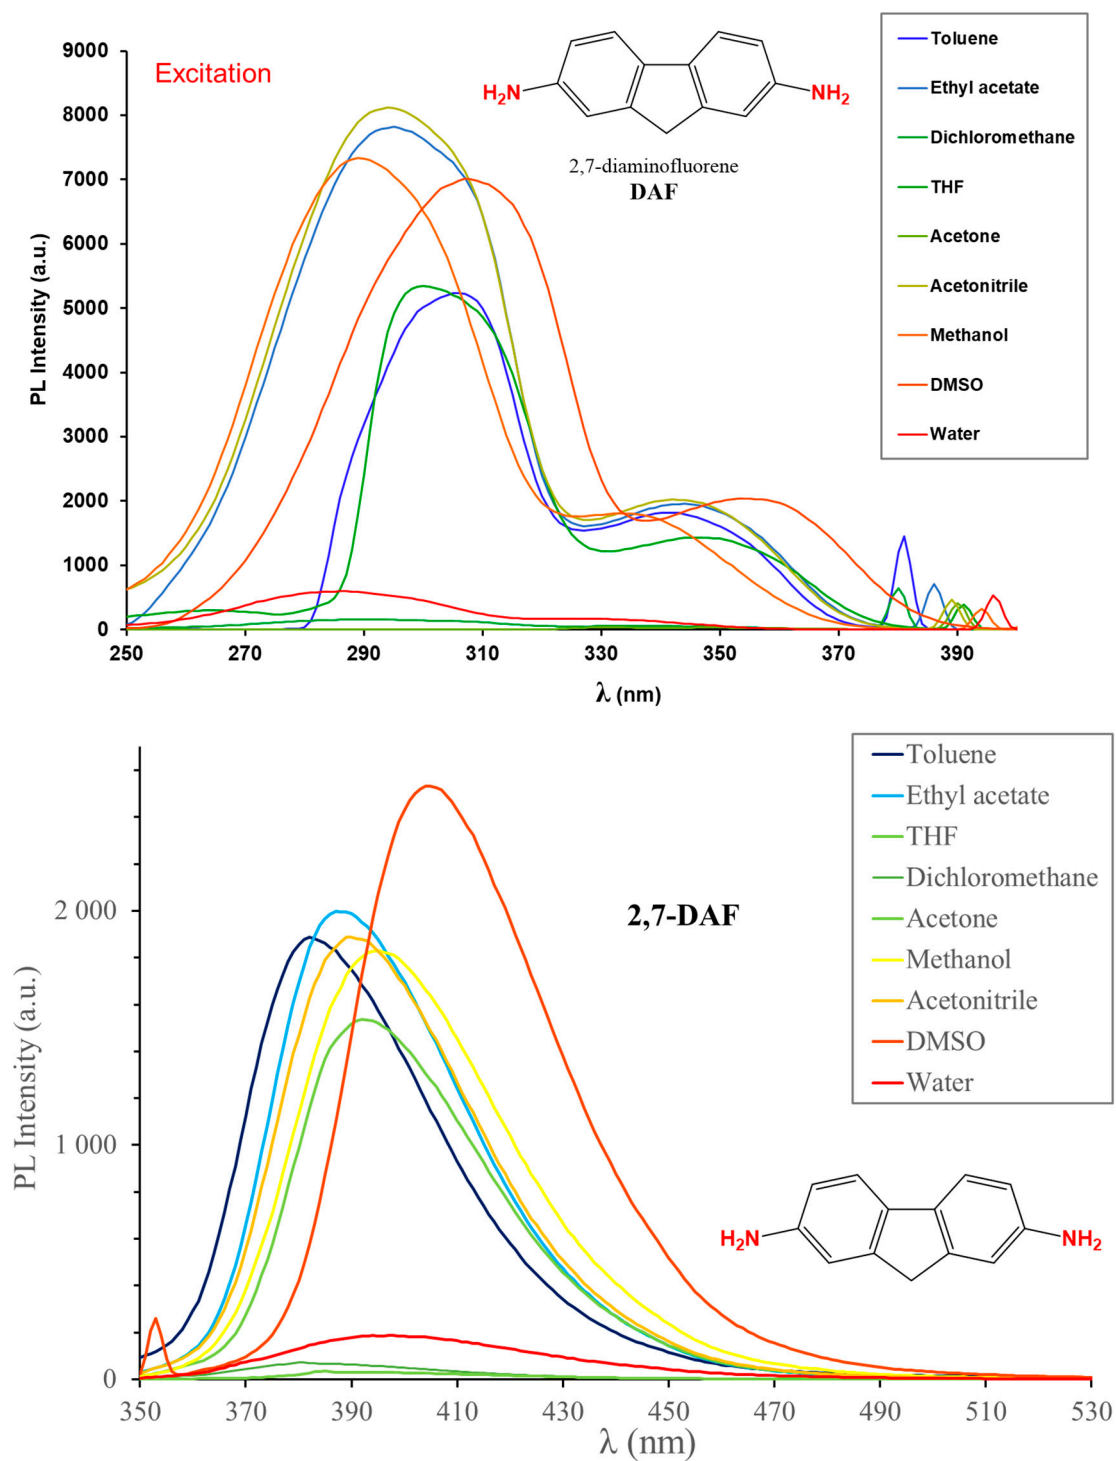 Excitation
9000
8000
7000
6000
5000
4000
3000
2000
1000
0
PL Intensity (a.u.)
250 270 290 310 330 350 370 390
λ (nm)
H₂N NH₂
2,7-diaminofluorene
DAF
Toluene
Ethyl acetate
Dichloromethane
THF
Acetone
Acetonitrile
Methanol
DMSO
Water
2 000
1 000
0
PL Intensity (a.u.)
350 370 390 410 430 450 470 490 510 530
λ (nm)
2,7-DAF
Toluene
Ethyl acetate
THF
Dichloromethane
Acetone
Methanol
Acetonitrile
DMSO
Water
H₂N NH₂